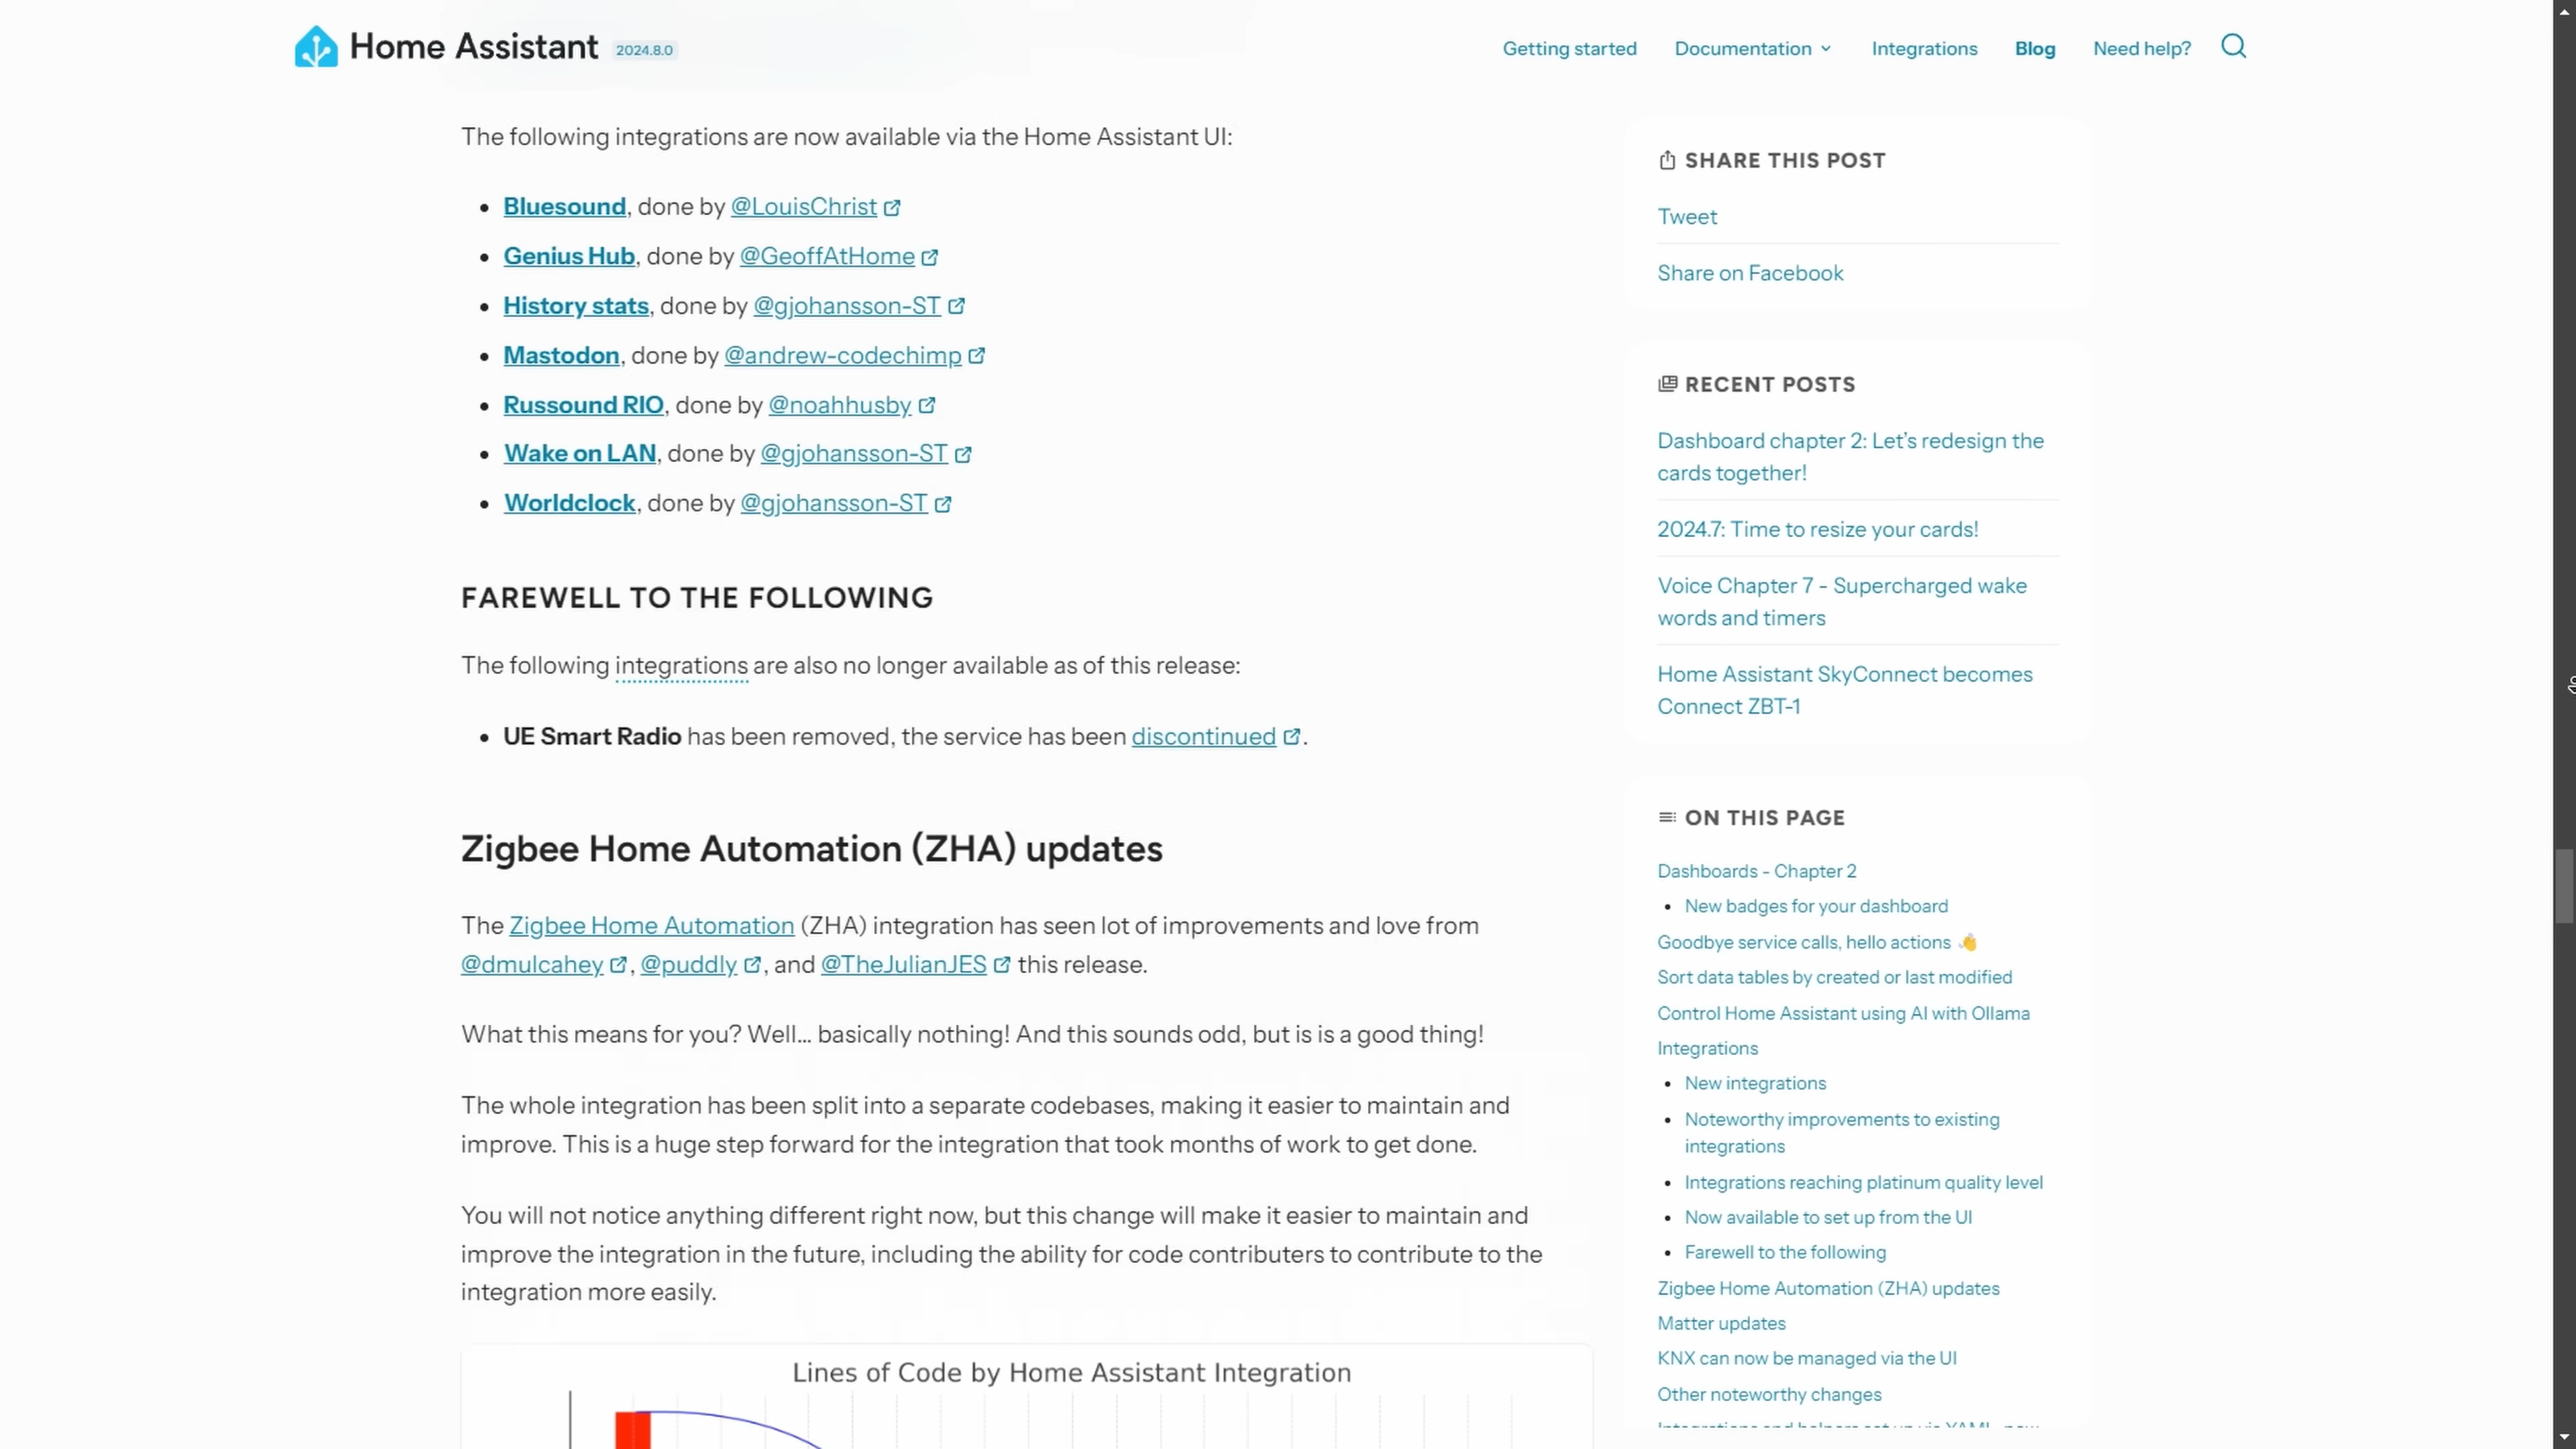 Home Assistant 2024.8.0
Getting started Documentation Integrations Blog Need help?
The following integrations are now available via the Home Assistant UI:
Bluesound, done by @LouisChrist
Genius Hub, done by @GeoffAtHome
History stats, done by @gjohansson-ST
Mastodon, done by @andrew-codechimp
Russound RIO, done by @noahhusby
Wake on LAN, done by @gjohansson-ST
Worldclock, done by @gjohansson-ST
FAREWELL TO THE FOLLOWING
The following integrations are also no longer available as of this release:
UE Smart Radio has been removed, the service has been discontinued.
Zigbee Home Automation (ZHA) updates
The Zigbee Home Automation (ZHA) integration has seen lot of improvements and love from
@dmulcahey, @puddly, and @TheJulianJES this release.
What this means for you? Well... basically nothing! And this sounds odd, but is is a good thing!
The whole integration has been split into a separate codebases, making it easier to maintain and
improve. This is a huge step forward for the integration that took months of work to get done.
You will not notice anything different right now, but this change will make it easier to maintain and
improve the integration in the future, including the ability for code contributers to contribute to the
integration more easily.
Lines of Code by Home Assistant Integration
SHARE THIS POST
Tweet
Share on Facebook
RECENT POSTS
Dashboard chapter 2: Let's redesign the
cards together!
2024.7: Time to resize your cards!
Voice Chapter 7 - Supercharged wake
words and timers
Home Assistant SkyConnect becomes
Connect ZBT-1
ON THIS PAGE
Dashboards - Chapter 2
New badges for your dashboard
Goodbye service calls, hello actions 👋
Sort data tables by created or last modified
Control Home Assistant using AI with Ollama
Integrations
New integrations
Noteworthy improvements to existing
integrations
Integrations reaching platinum quality level
Now available to set up from the UI
Farewell to the following
Zigbee Home Automation (ZHA) updates
Matter updates
KNX can now be managed via the UI
Other noteworthy changes